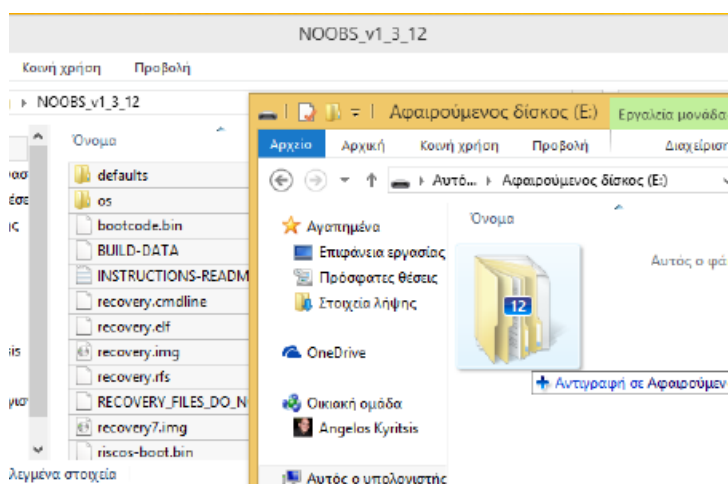 NOOBS_v1_3_12
Κοινή χρήση Προβολή
NOOBS_v1_3_12
Όνομα
defaults
os
bootcode.bin
BUILD-DATA
INSTRUCTIONS-READM
recovery.cmdline
recovery.elf
recovery.img
recovery.rfs
RECOVERY_FILES_DO_N
recovery7.img
riscos-boot.bin
λεγμένα στοιχεία
Αφαιρούμενος δίσκος (E:) Εργαλεία μονάδα
Αρχείο Αρχική Κοινή χρήση Προβολή Διαχείρισ
Αυτό... Αφαιρούμενος δίσκος (E:)
Αγαπημένα
Επιφάνεια εργασίας
Πρόσφατες θέσεις
Στοιχεία λήψης
OneDrive
Οικιακή ομάδα
Angelos Kyritsis
Αυτός ο υπολογιστής
Όνομα
Αυτός ο φά
12
Αντιγραφή σε Αφαιρούμεν